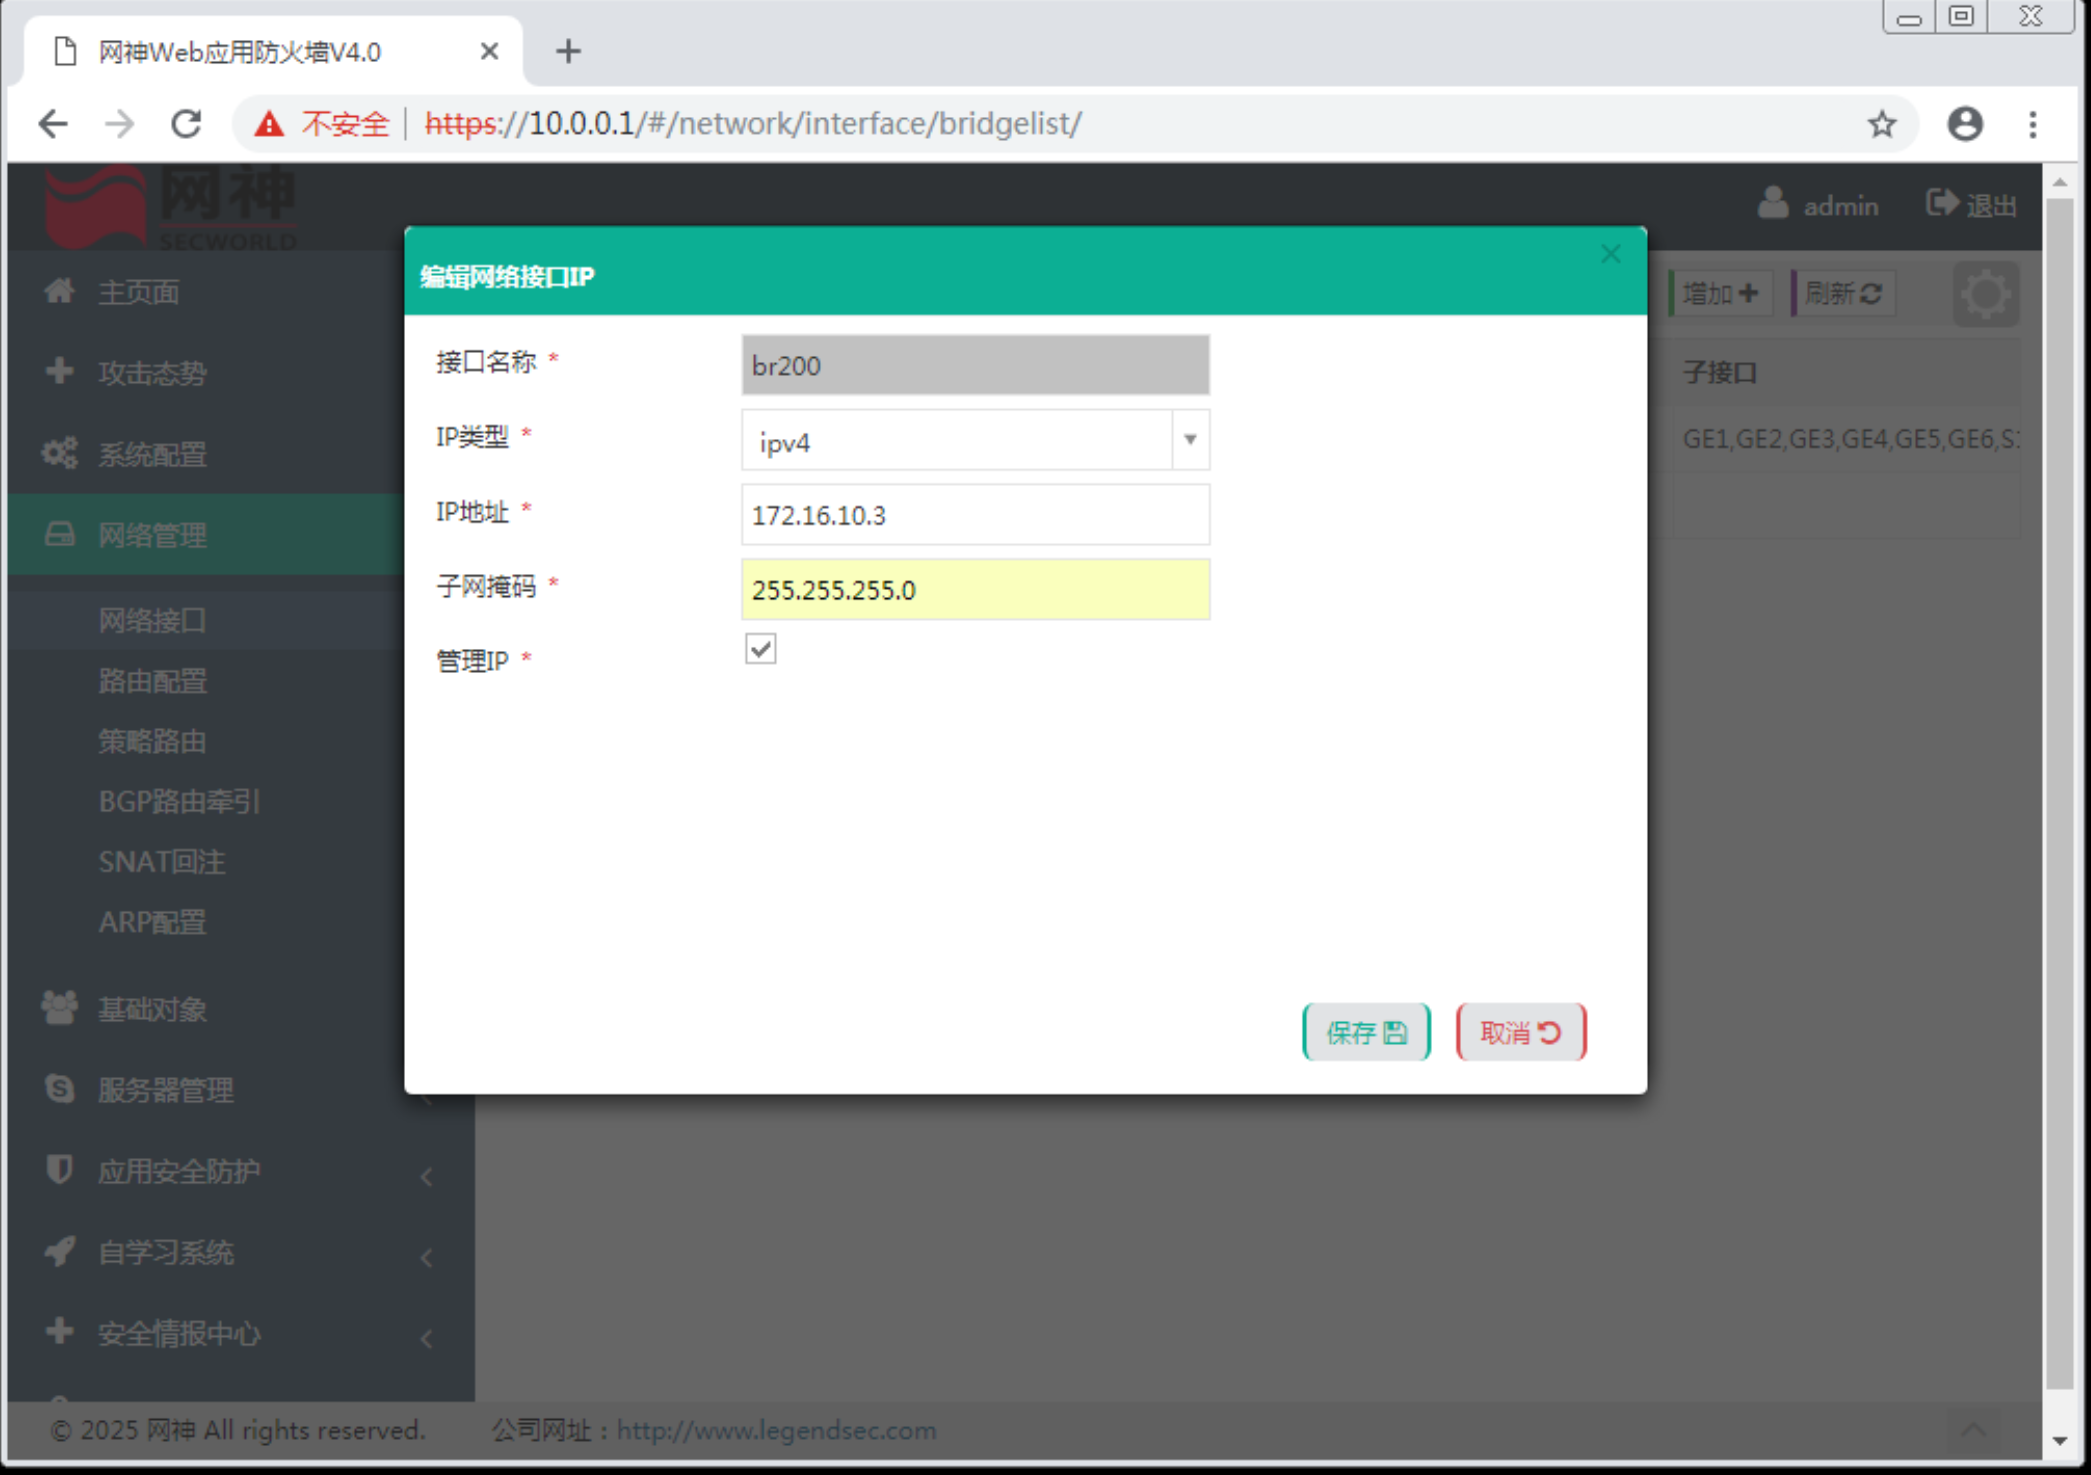 网神Web应用防火墙V4.0
不安全 https://10.0.0.1/#/network/interface/bridgelist/
网神
SECWORLD
admin 退出
主页面
攻击态势
系统配置
网络管理
网络接口
路由配置
策略路由
BGP路由牵引
SNAT回注
ARP配置
基础对象
服务器管理
应用安全防护
自学习系统
安全情报中心
增加
刷新
子接口
GE1,GE2,GE3,GE4,GE5,GE6,S
编辑网络接口IP
接口名称 * br200
IP类型 * ipv4
IP地址 * 172.16.10.3
子网掩码 * 255.255.255.0
管理IP *
保存 取消
© 2025 网神 All rights reserved. 公司网址：http://www.legendsec.com